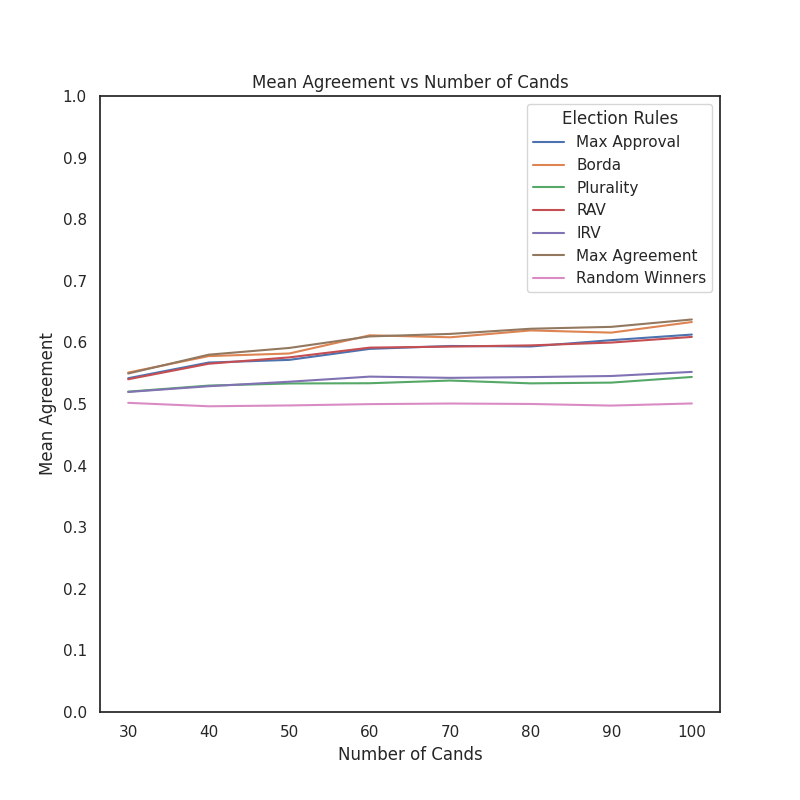 Mean Agreement vs Number of Cands
1.0
0.9
0.8
0.7
0.6
0.5
0.4
0.3
0.2
0.1
0.0
Mean Agreement
Election Rules
Max Approval
Borda
Plurality
RAV
IRV
Max Agreement
Random Winners
30 40 50 60 70 80 90 100
Number of Cands